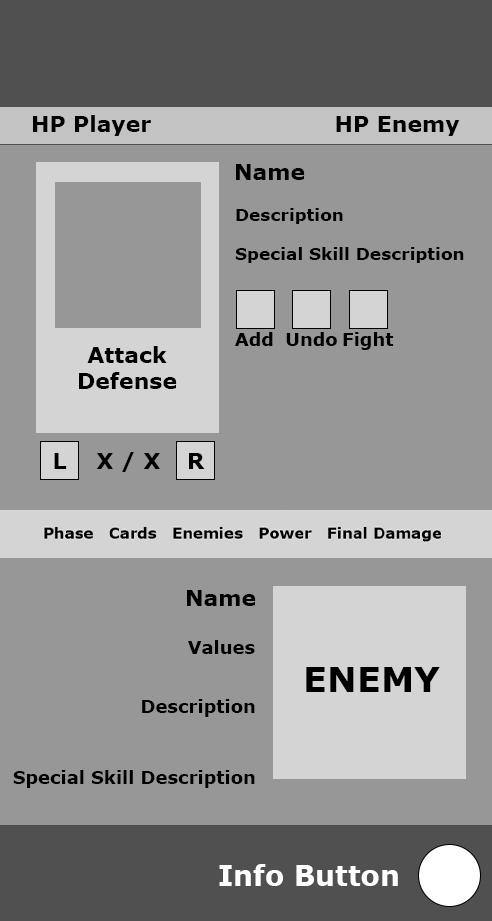 HP Player HP Enemy
Name
Description
Special Skill Description
Add Undo Fight
Attack
Defense
L X / X R
Phase Cards Enemies Power Final Damage
Name
Values
ENEMY
Description
Special Skill Description
Info Button